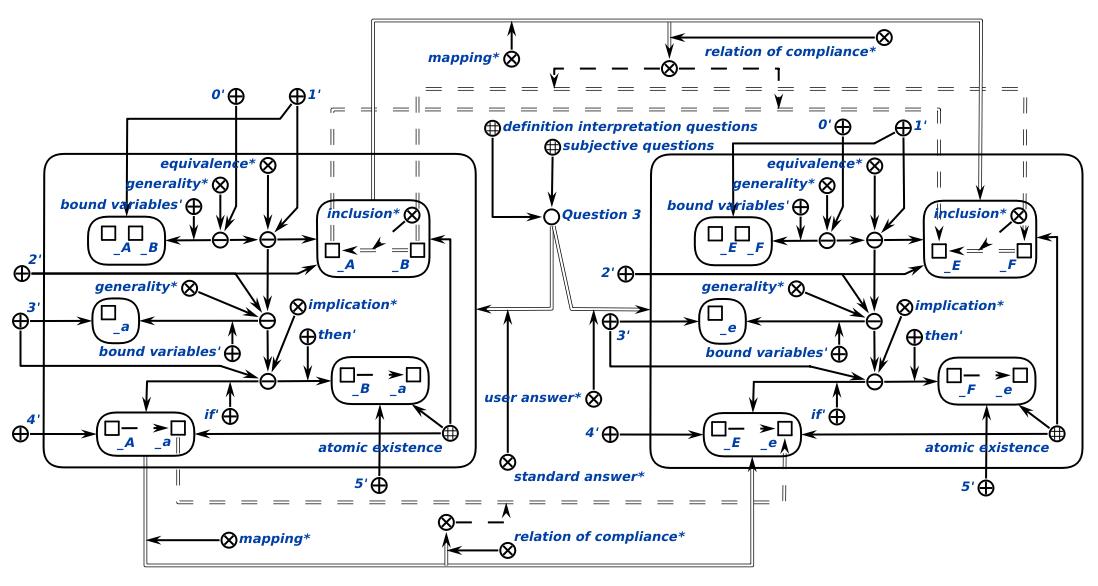 mapping*
relation of compliance*
0'
1'
definition interpretation questions
0'
1'
subjective questions
equivalence*
equivalence*
generality*
generality*
bound variables'
bound variables'
inclusion*
Question 3
inclusion*
_A _B
_E _F
_A _B
_E _F
2'
2'
generality*
generality*
3'
implication*
implication*
_a
_e
then'
3'
then'
bound variables'
bound variables'
_B _a
_F _e
if'
user answer*
if'
4'
4'
_A _a
_E _e
atomic existence
atomic existence
standard answer*
5'
5'
mapping*
relation of compliance*